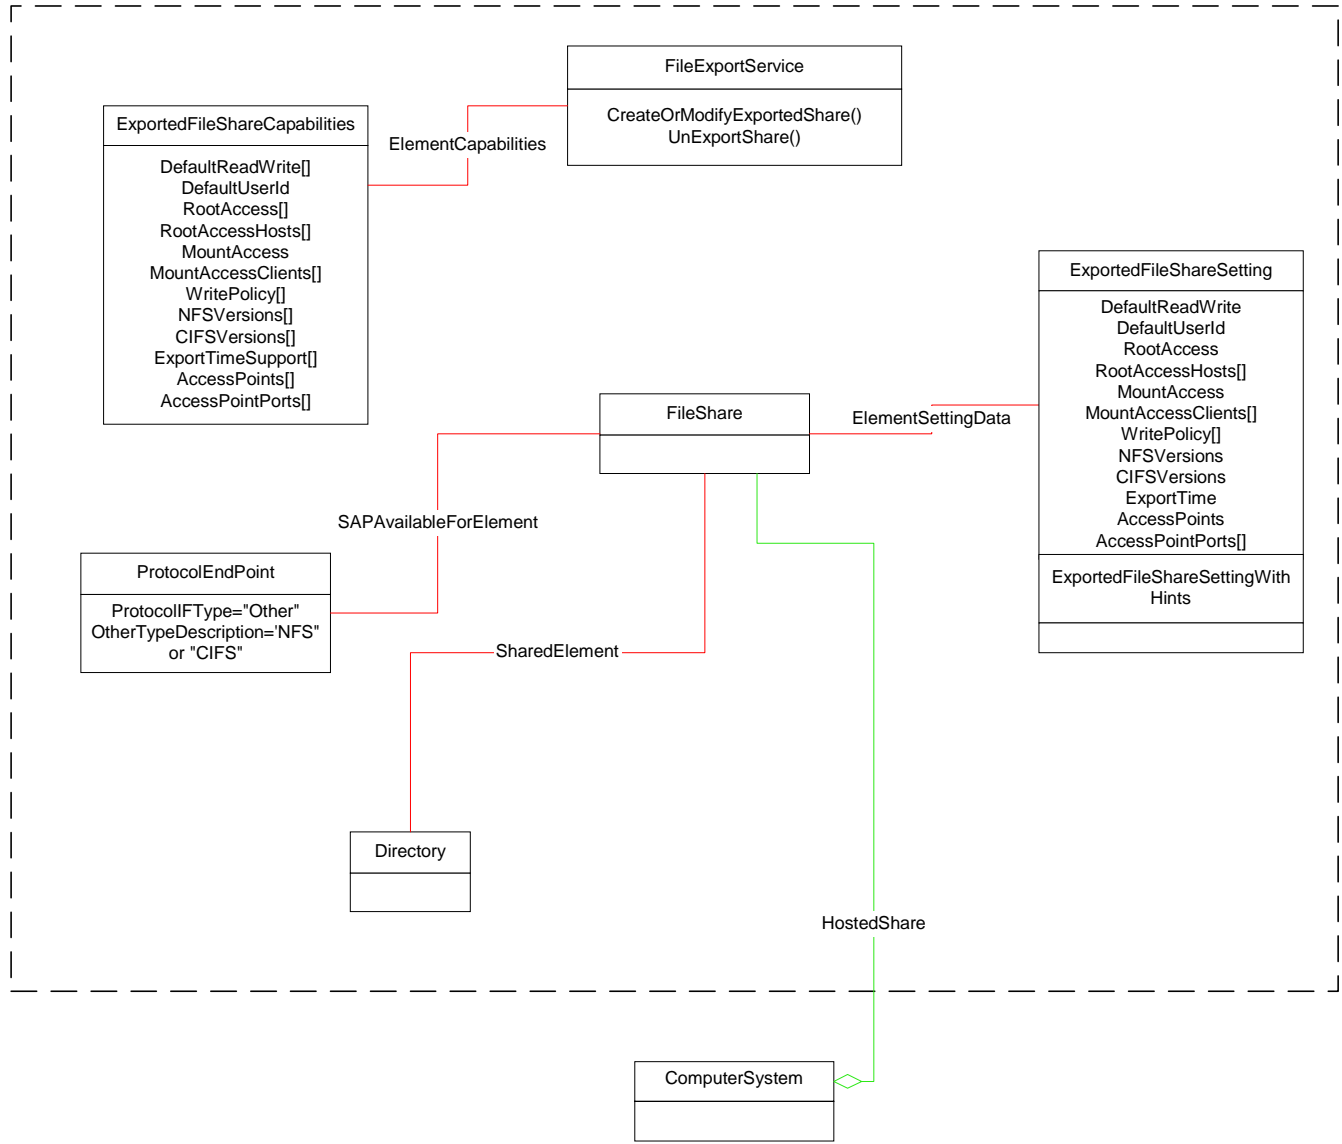 FileExportService
CreateOrModifyExportedShare()
UnExportShare()
ExportedFileShareCapabilities
DefaultReadWrite[]
DefaultUserId
RootAccess[]
RootAccessHosts[]
MountAccess
MountAccessClients[]
WritePolicy[]
NFSVersions[]
CIFSVersions[]
ExportTimeSupport[]
AccessPoints[]
AccessPointPorts[]
ElementCapabilities
ExportedFileShareSetting
DefaultReadWrite
DefaultUserId
RootAccess
RootAccessHosts[]
MountAccess
MountAccessClients[]
WritePolicy[]
NFSVersions
CIFSVersions
ExportTime
AccessPoints
AccessPointPorts[]
ExportedFileShareSettingWith
Hints
FileShare
ElementSettingData
SAPAvailableForElement
ProtocolEndPoint
ProtocolIFType="Other"
OtherTypeDescription='NFS"
or "CIFS"
SharedElement
Directory
HostedShare
ComputerSystem